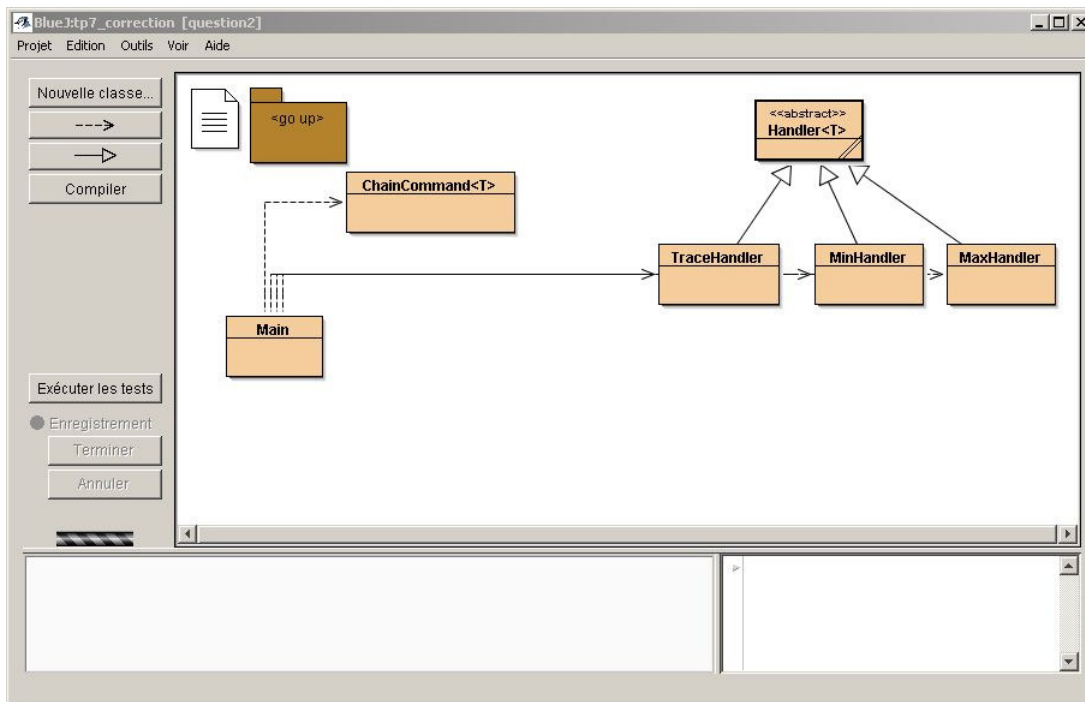 BlueJ:tp7_correction [question2]
Projet Edition Outils Voir Aide
Nouvelle classe...
Compiler
<go up>
ChainCommand<T>
<<abstract>>
Handler<T>
TraceHandler
MinHandler
MaxHandler
Main
Exécuter les tests
Enregistrement
Terminer
Annuler